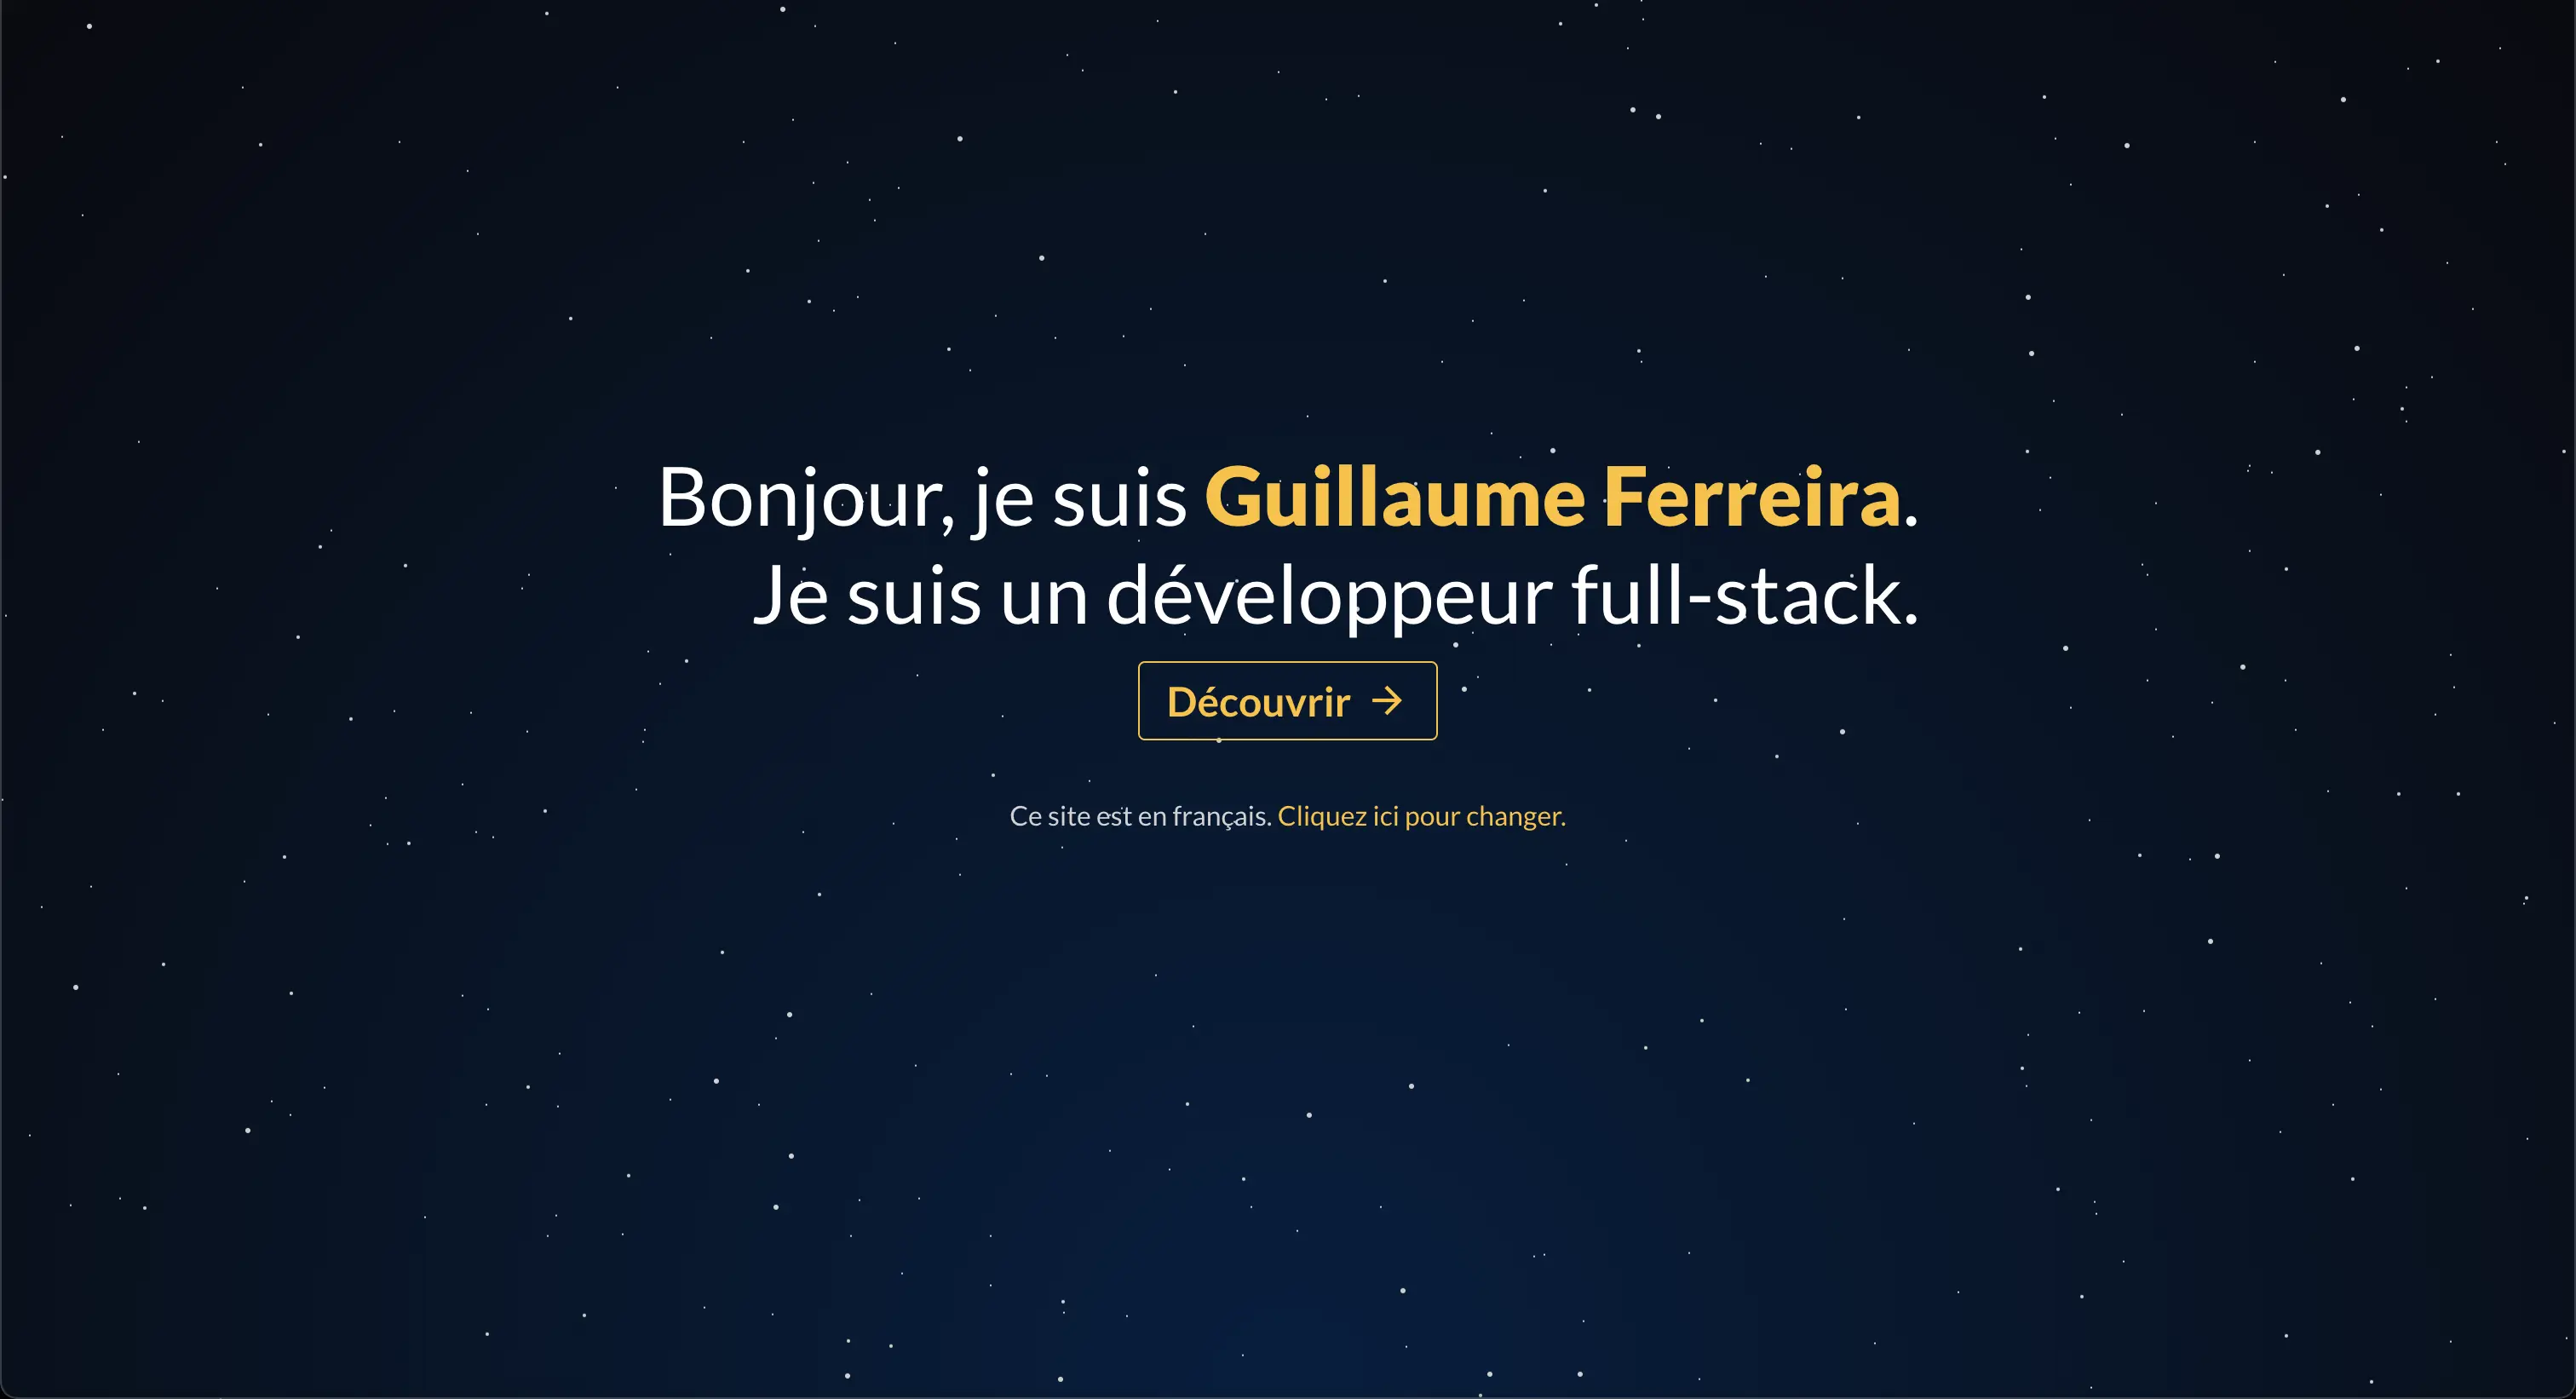 Bonjour, je suis Guillaume Ferreira.
Je suis un développeur full-stack.
Découvrir →
Ce site est en français. Cliquez ici pour changer.